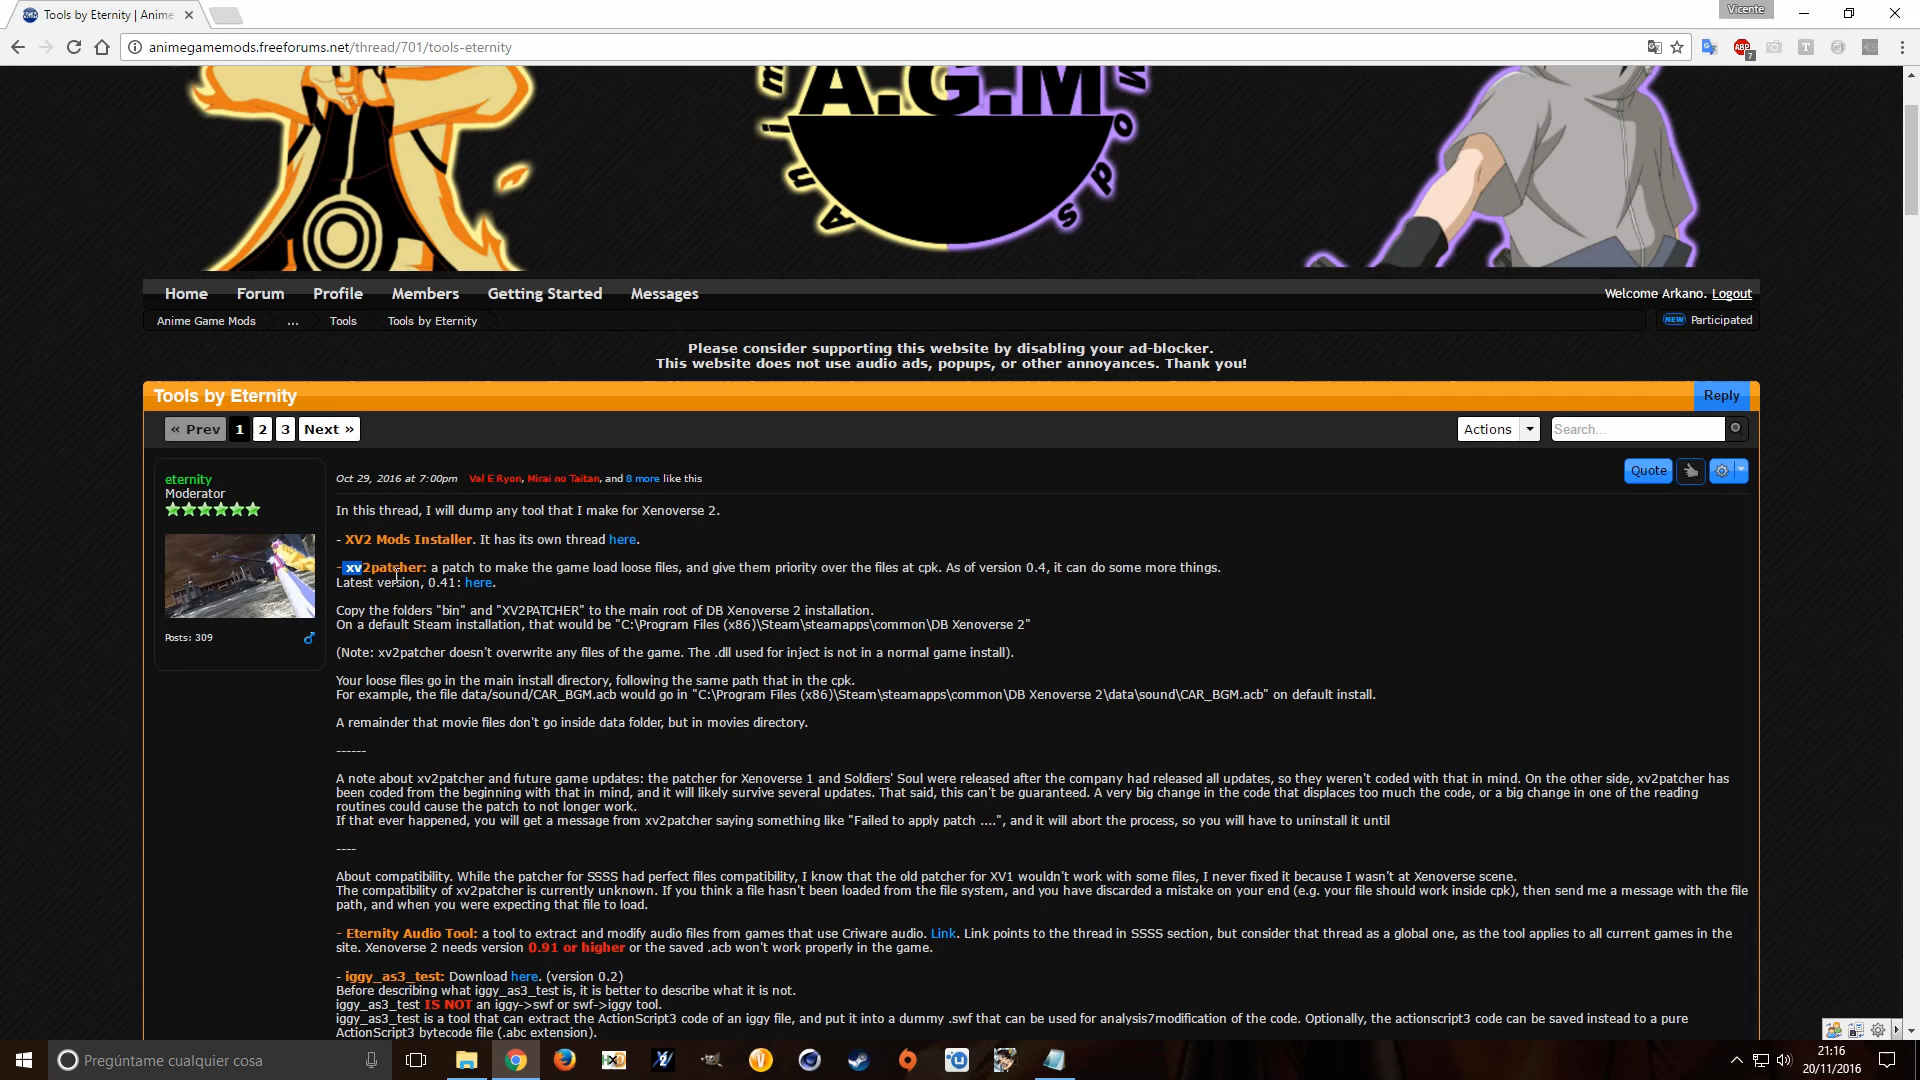 Tools by Eternity | Anime
Vicente
animegamemods.freeforums.net/thread/701/tools-eternity
ABP
7
T
A.G.M
Home Forum Profile Members Getting Started Messages
Welcome Arkano. Logout
Anime Game Mods ... Tools Tools by Eternity
NEW Participated
Please consider supporting this website by disabling your ad-blocker.
This website does not use audio ads, popups, or other annoyances. Thank you!
Tools by Eternity
Reply
« Prev 1 2 3 Next »
Actions
Search...
eternity
Moderator
Posts: 309
Oct 29, 2016 at 7:00pm Val E Ryon, Mirai no Taitan, and 8 more like this
Quote
In this thread, I will dump any tool that I make for Xenoverse 2.
- XV2 Mods Installer. It has its own thread here.
- xv2patcher: a patch to make the game load loose files, and give them priority over the files at cpk. As of version 0.4, it can do some more things.
Latest version, 0.41: here.
Copy the folders "bin" and "XV2PATCHER" to the main root of DB Xenoverse 2 installation.
On a default Steam installation, that would be "C:\Program Files (x86)\Steam\steamapps\common\DB Xenoverse 2"
(Note: xv2patcher doesn't overwrite any files of the game. The .dll used for inject is not in a normal game install).
Your loose files go in the main install directory, following the same path that in the cpk.
For example, the file data/sound/CAR_BGM.acb would go in "C:\Program Files (x86)\Steam\steamapps\common\DB Xenoverse 2\data\sound\CAR_BGM.acb" on default install.
A remainder that movie files don't go inside data folder, but in movies directory.
------
A note about xv2patcher and future game updates: the patcher for Xenoverse 1 and Soldiers' Soul were released after the company had released all updates, so they weren't coded with that in mind. On the other side, xv2patcher has
been coded from the beginning with that in mind, and it will likely survive several updates. That said, this can't be guaranteed. A very big change in the code that displaces too much the code, or a big change in one of the reading
routines could cause the patch to not longer work.
If that ever happened, you will get a message from xv2patcher saying something like "Failed to apply patch ....", and it will abort the process, so you will have to uninstall it until
----
About compatibility. While the patcher for SSSS had perfect files compatibility, I know that the old patcher for XV1 wouldn't work with some files, I never fixed it because I wasn't at Xenoverse scene.
The compatibility of xv2patcher is currently unknown. If you think a file hasn't been loaded from the file system, and you have discarded a mistake on your end (e.g. your file should work inside cpk), then send me a message with the file
path, and when you were expecting that file to load.
- Eternity Audio Tool: a tool to extract and modify audio files from games that use Criware audio. Link. Link points to the thread in SSSS section, but consider that thread as a global one, as the tool applies to all current games in the
site. Xenoverse 2 needs version 0.91 or higher or the saved .acb won't work properly in the game.
- iggy_as3_test: Download here. (version 0.2)
Before describing what iggy_as3_test is, it is better to describe what it is not.
iggy_as3_test IS NOT an iggy->swf or swf->iggy tool.
iggy_as3_test is a tool that can extract the ActionScript3 code of an iggy file, and put it into a dummy .swf that can be used for analysis7modification of the code. Optionally, the actionscript3 code can be saved instead to a pure
ActionScript3 bytecode file (.abc extension).
Pregúntame cualquier cosa
21:16
20/11/2016